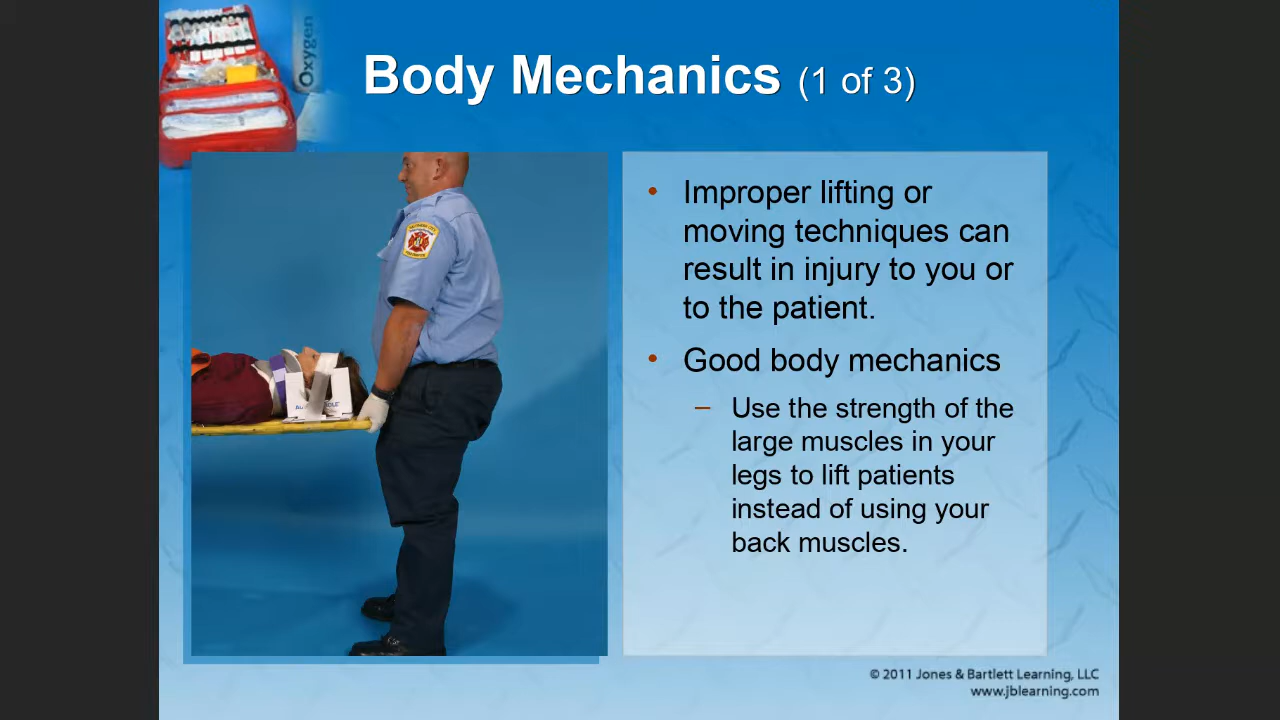 Oxygen
Body Mechanics (1 of 3)
• Improper lifting or
moving techniques can
result in injury to you or
to the patient.
• Good body mechanics
– Use the strength of the
large muscles in your
legs to lift patients
instead of using your
back muscles.
© 2011 Jones & Bartlett Learning, LLC
www.jblearning.com